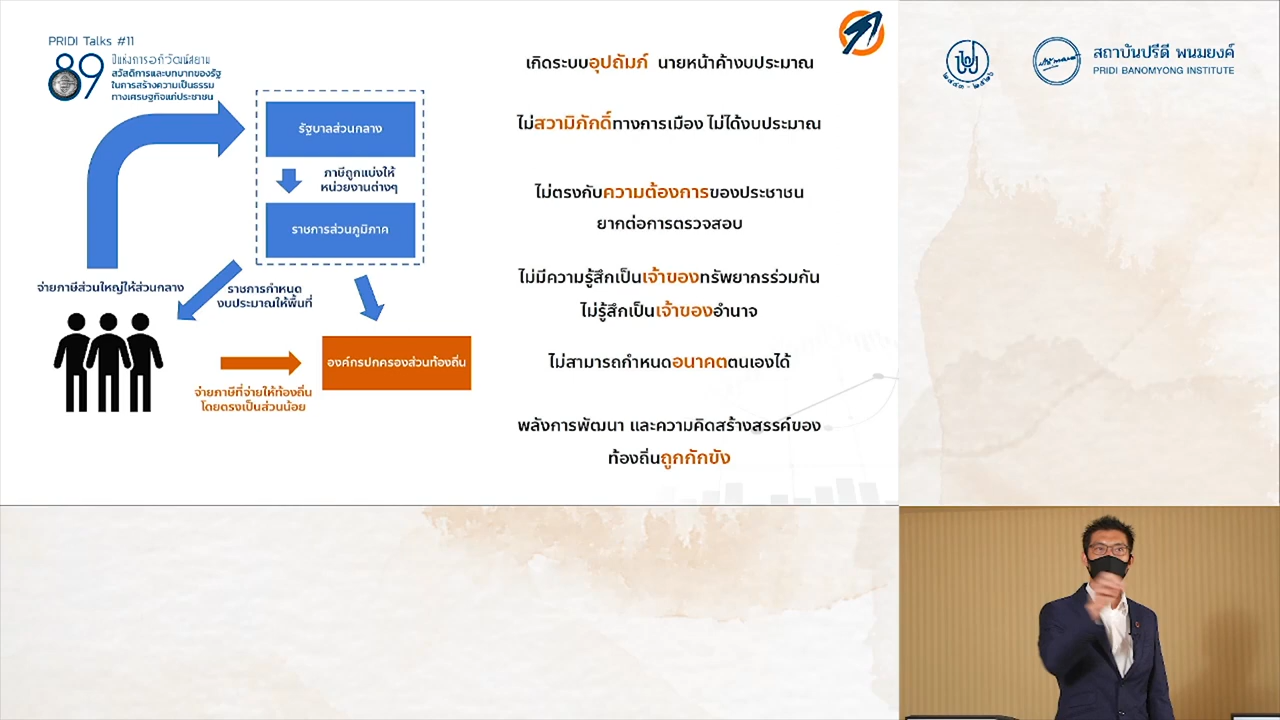 PRIDI Talks #11
89 ปีแห่งการอภิวัฒน์สยาม
สวัสดิการและบทบาทของรัฐ
ในการสร้างความเป็นธรรม
ทางเศรษฐกิจแก่ประชาชน
รัฐบาลส่วนกลาง
ภาษีถูกแบ่งให้
หน่วยงานต่างๆ
ราชการส่วนภูมิภาค
จ่ายภาษีส่วนใหญ่ให้ส่วนกลาง
ราชการกำหนด
งบประมาณให้พื้นที่
องค์กรปกครองส่วนท้องถิ่น
จ่ายภาษีที่จ่ายให้ท้องถิ่น
โดยตรงเป็นส่วนน้อย
เกิดระบบอุปถัมภ์ นายหน้าค้างบประมาณ
ไม่สวามิภักดิ์ทางการเมือง ไม่ได้งบประมาณ
ไม่ตรงกับความต้องการของประชาชน
ยากต่อการตรวจสอบ
ไม่มีความรู้สึกเป็นเจ้าของทรัพยากรร่วมกัน
ไม่รู้สึกเป็นเจ้าของอำนาจ
ไม่สามารถกำหนดอนาคตตนเองได้
พลังการพัฒนา และความคิดสร้างสรรค์ของ
ท้องถิ่นถูกกักขัง
๒๕๔๓ - ๒๕๒๖
สถาบันปรีดี พนมยงค์
PRIDI BANOMYONG INSTITUTE